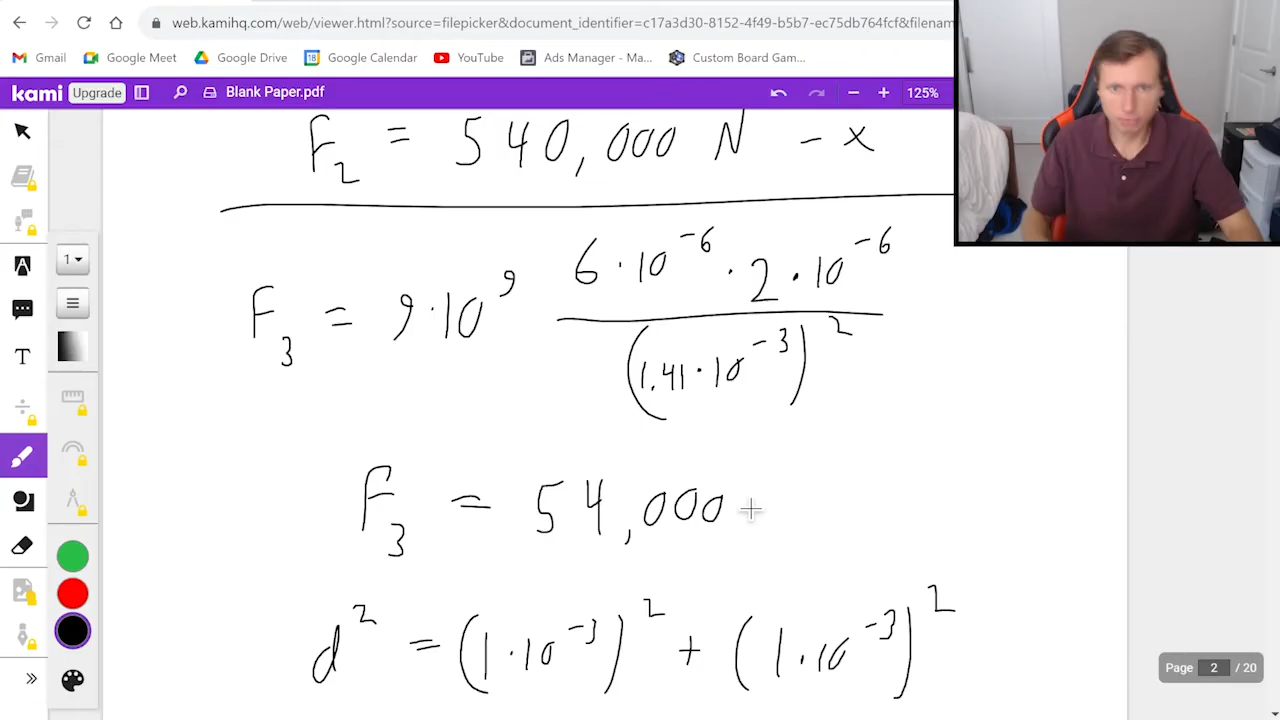 web.kamihq.com/web/viewer.html?source=filepicker&document_identifier=c17a3d30-8152-4f49-b5b7-ec75db764fcf&filenam
Gmail Google Meet Google Drive 18 Google Calendar YouTube Ads Manager - Ma... Custom Board Gam...
kami Upgrade Blank Paper.pdf 125%
F₂ = 540,000 N - x
F₃ = 9·10⁹ 6·10⁻⁶ · 2·10⁻⁶
(1.41·10⁻³)²
F₃ = 54,000
d² = (1·10⁻³)² + (1·10⁻³)²
1
A
T
Page 2 / 20